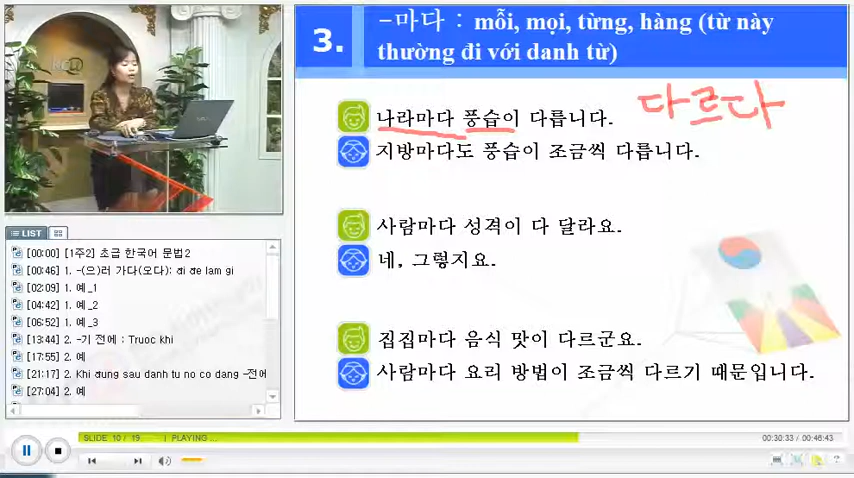 3.
-마다 : mỗi, mọi, từng, hàng (từ này
thường đi với danh từ)
나라마다 풍습이 다릅니다.
다르다
지방마다도 풍습이 조금씩 다릅니다.
사람마다 성격이 다 달라요.
네, 그렇지요.
집집마다 음식 맛이 다르군요.
사람마다 요리 방법이 조금씩 다르기 때문입니다.
LIST
[00:00] [1주2] 초급 한국어 문법2
[00:46] 1. -(으)러 가다(오다): đi để làm gì
[02:09] 1. 예_1
[04:42] 1. 예_2
[06:52] 1. 예_3
[13:44] 2. -기 전에 : Truoc khi
[17:55] 2. 예
[21:17] 2. Khi đung sau danh tu no co dang -전에
[27:04] 2. 예
SLIDE 10 / 19 | PLAYING ...
00:30:33 / 00:46:43